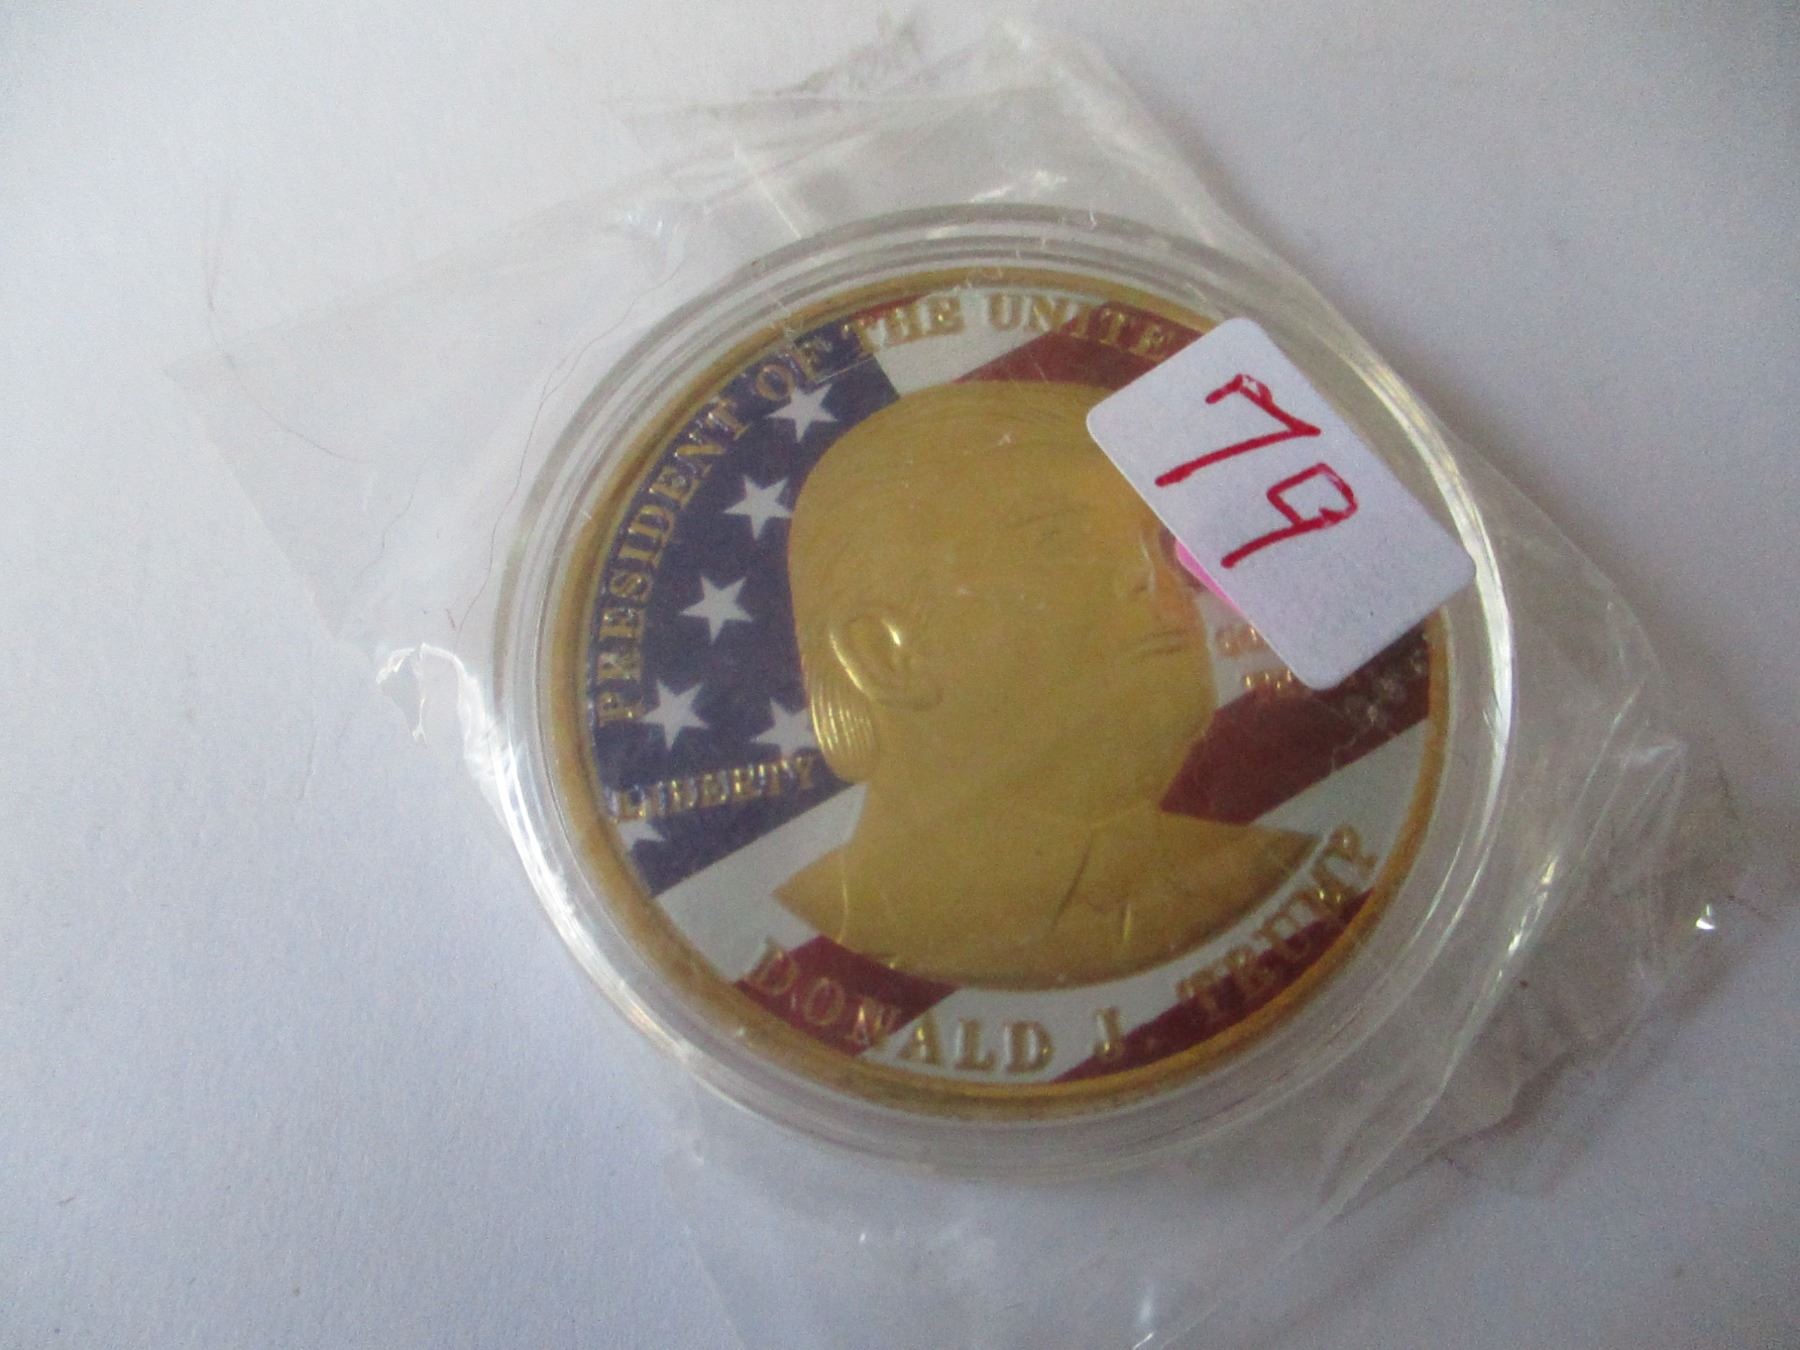 PRESIDENT OF THE UNITE
79
LIBERTY
DONALD J. TRUMP